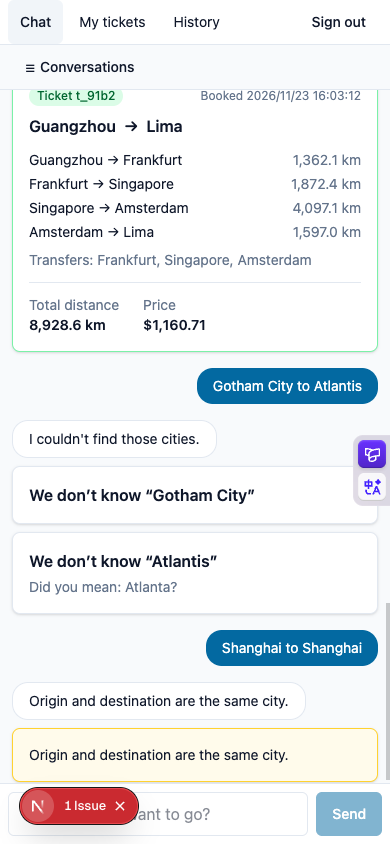 Chat My tickets History Sign out
≡ Conversations
Ticket t_91b2 Booked 2026/11/23 16:03:12
Guangzhou → Lima
Guangzhou → Frankfurt 1,362.1 km
Frankfurt → Singapore 1,872.4 km
Singapore → Amsterdam 4,097.1 km
Amsterdam → Lima 1,597.0 km
Transfers: Frankfurt, Singapore, Amsterdam
Total distance Price
8,928.6 km $1,160.71
Gotham City to Atlantis
I couldn't find those cities.
We don’t know “Gotham City”
We don’t know “Atlantis”
Did you mean: Atlanta?
Shanghai to Shanghai
Origin and destination are the same city.
Origin and destination are the same city.
N 1 Issue ✕ to go? Send